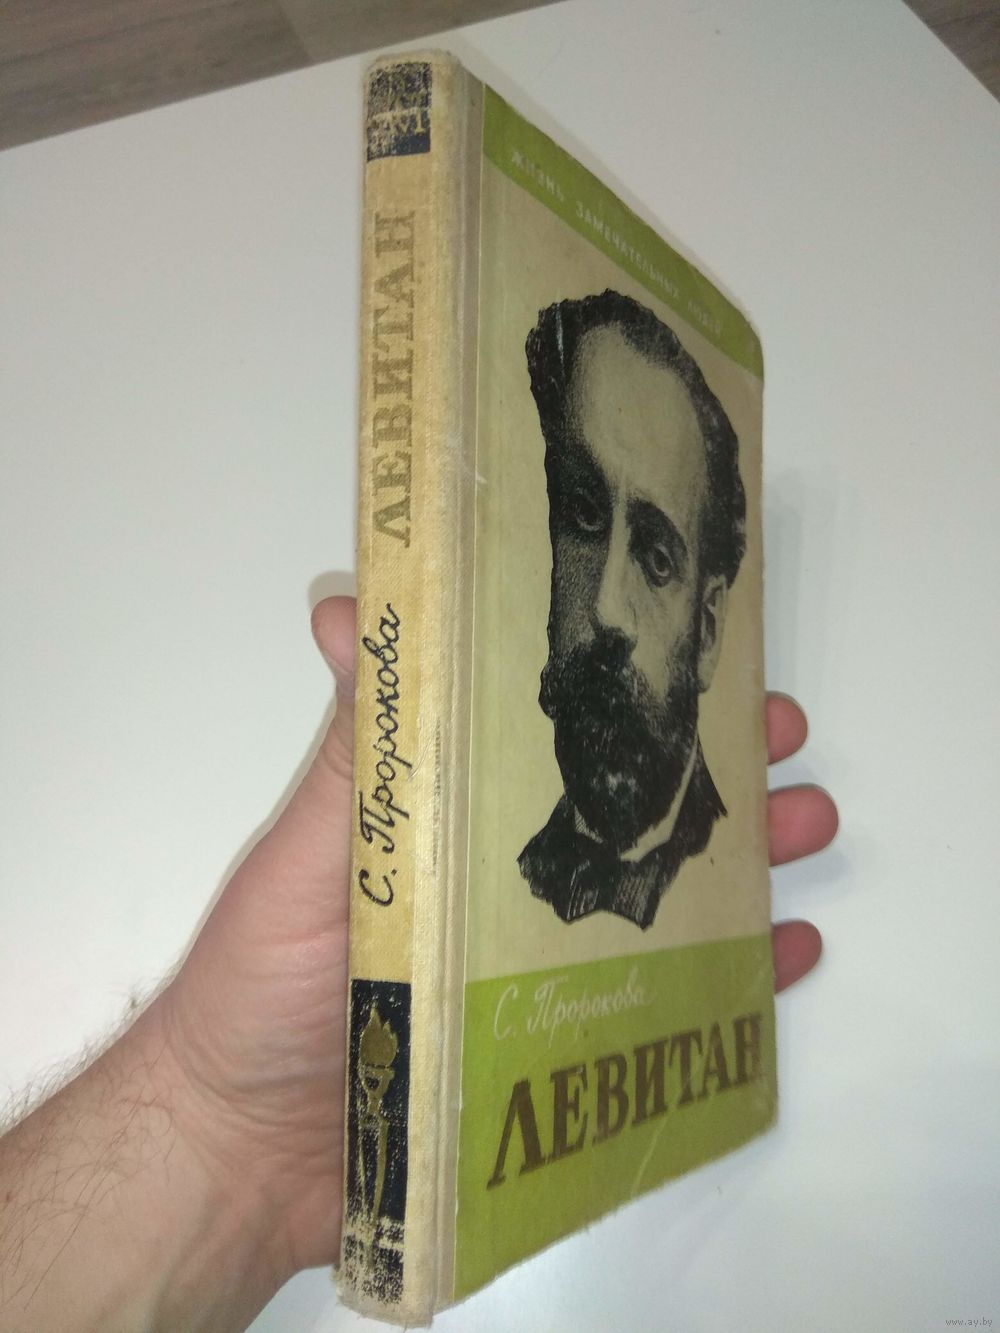 ЛЕВИТАН
С. Пророкова
ЖИЗНЬ ЗАМЕЧАТЕЛЬНЫХ ЛЮДЕЙ
С. Пророкова
ЛЕВИТАН
www.ay.by